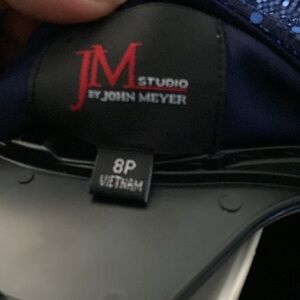 JM STUDIO
BY JOHN MEYER
8P
VIETNAM